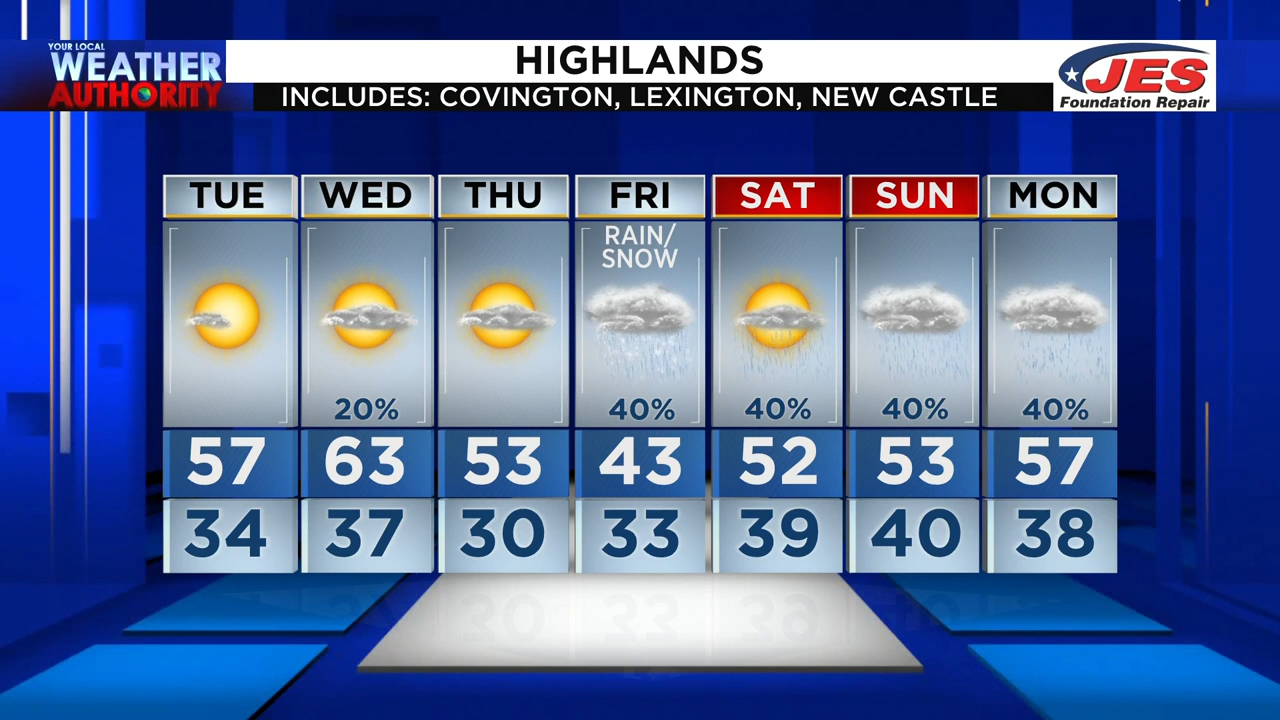 YOUR LOCAL
WEATHER
AUTHORITY
HIGHLANDS
INCLUDES: COVINGTON, LEXINGTON, NEW CASTLE
JES
Foundation Repair
TUE WED THU FRI SAT SUN MON
RAIN/
SNOW
20% 40% 40% 40% 40%
57 63 53 43 52 53 57
34 37 30 33 39 40 38